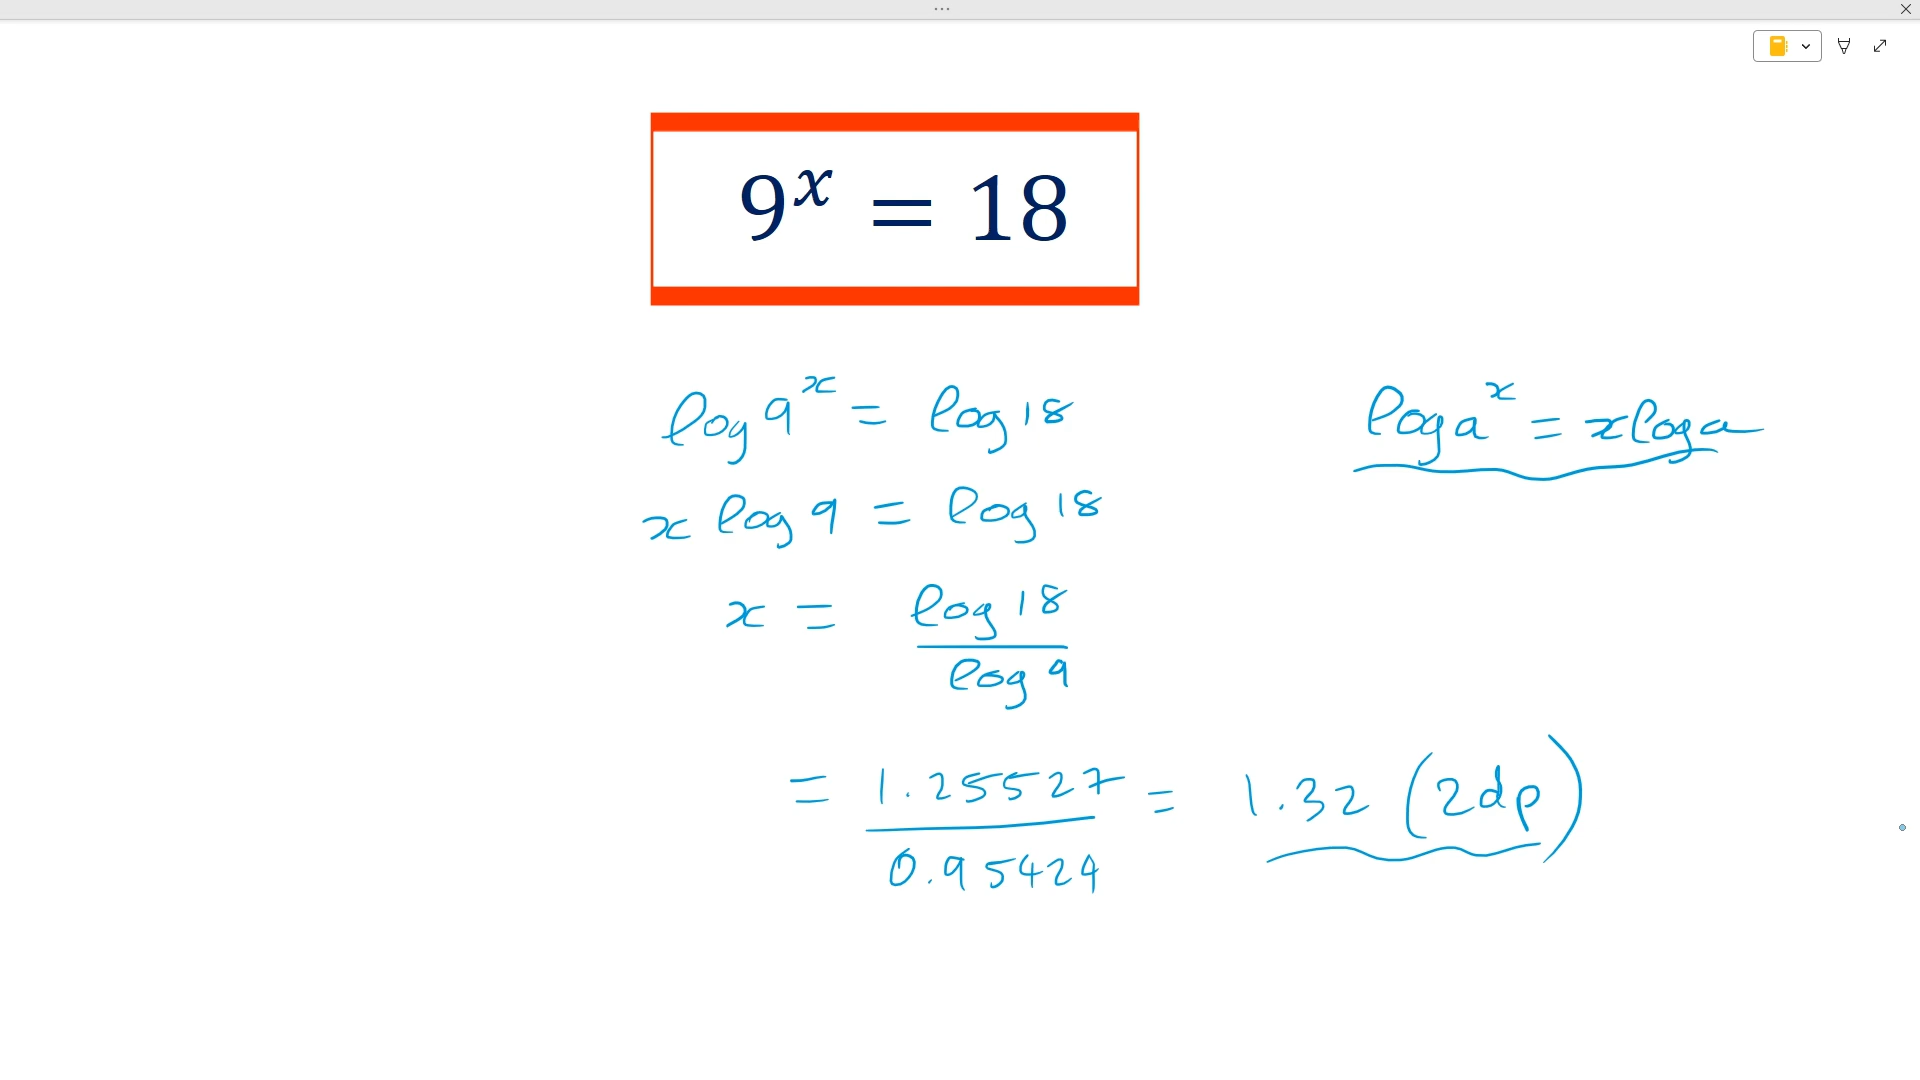 9^x = 18
log 9^x = log 18
log a^x = x log a
x log 9 = log 18
x = log 18 / log 9
= 1.25527 / 0.95424 = 1.32 (2dp)